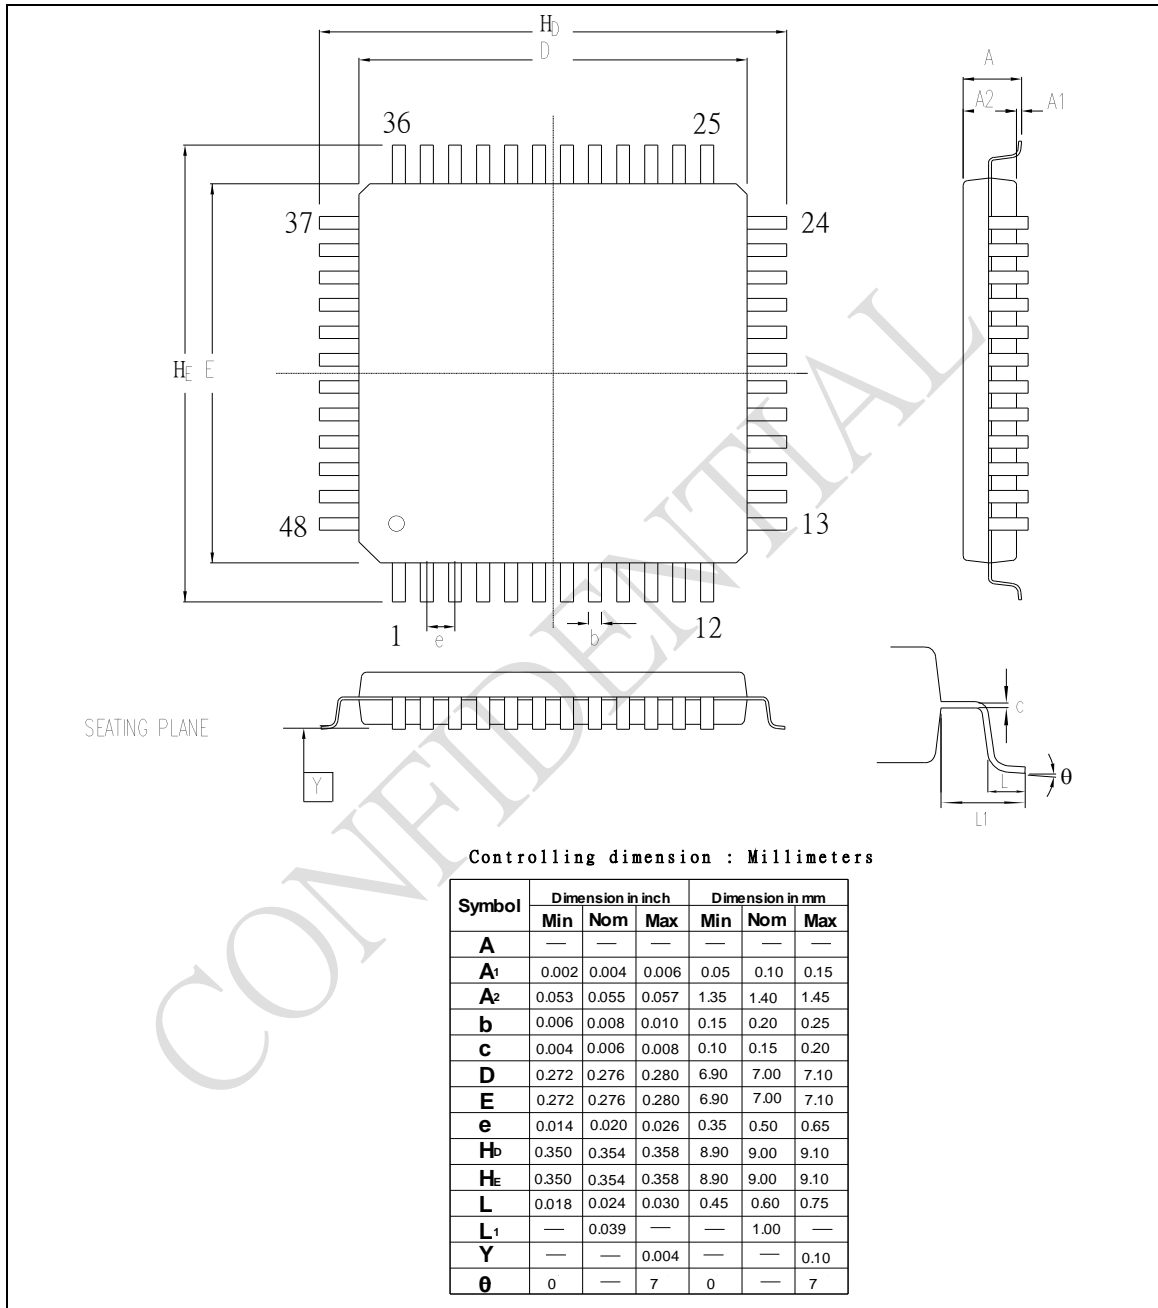 HD
D
A
A2 A1
36 25
37 24
HE E
48 13
1 e b 12
SEATING PLANE
Y
c
L
θ
L1
CONFIDENTIAL
Controlling dimension : Millimeters
Symbol Dimension in inch Dimension in mm
Min Nom Max Min Nom Max
A — — — — — —
A1 0.002 0.004 0.006 0.05 0.10 0.15
A2 0.053 0.055 0.057 1.35 1.40 1.45
b 0.006 0.008 0.010 0.15 0.20 0.25
c 0.004 0.006 0.008 0.10 0.15 0.20
D 0.272 0.276 0.280 6.90 7.00 7.10
E 0.272 0.276 0.280 6.90 7.00 7.10
e 0.014 0.020 0.026 0.35 0.50 0.65
HD 0.350 0.354 0.358 8.90 9.00 9.10
HE 0.350 0.354 0.358 8.90 9.00 9.10
L 0.018 0.024 0.030 0.45 0.60 0.75
L1 — 0.039 — — 1.00 —
Y — — 0.004 — — 0.10
θ 0 — 7 0 — 7